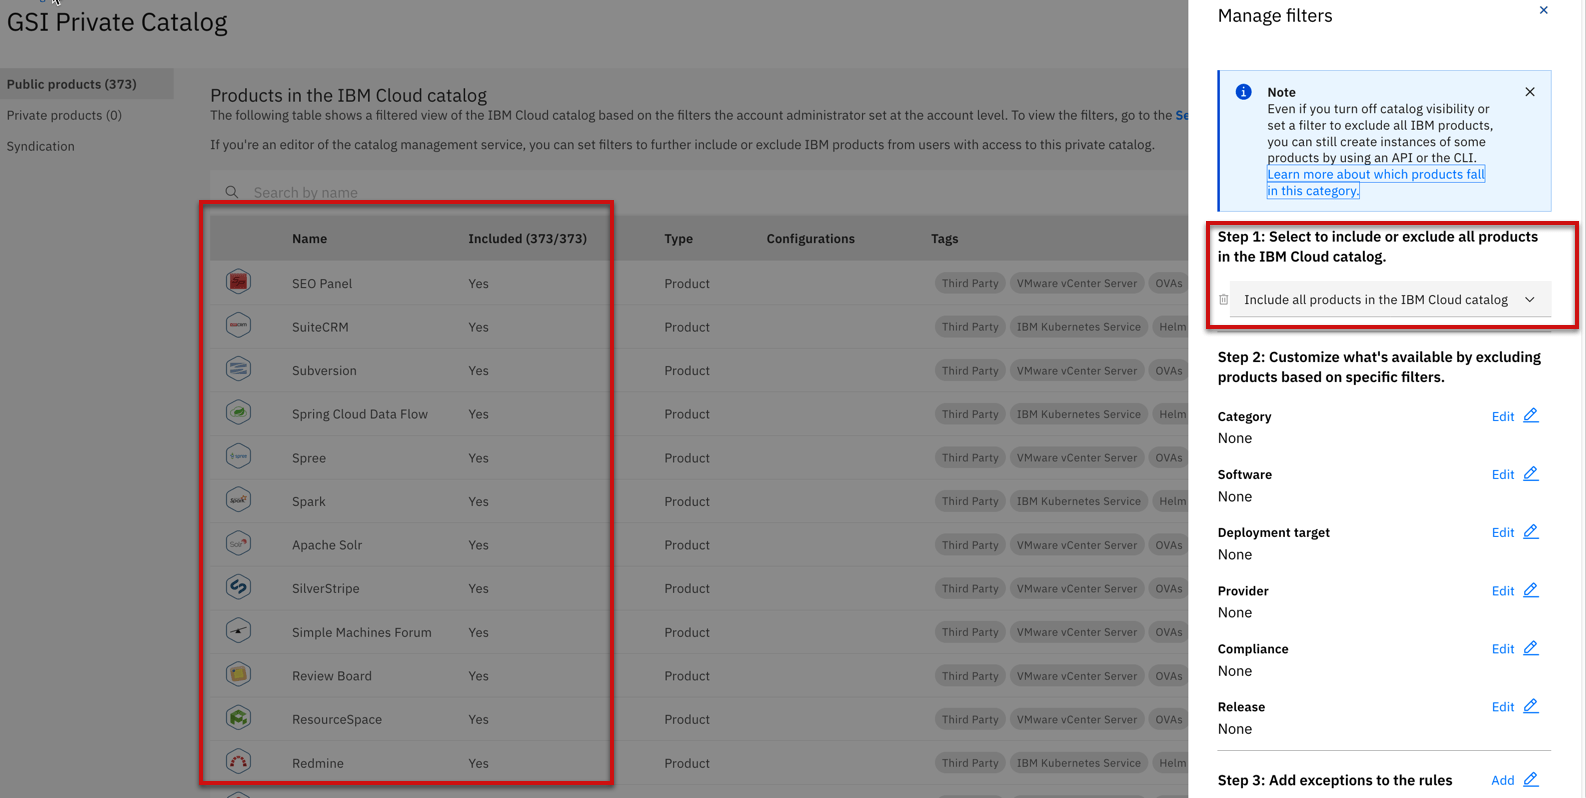 GSI Private Catalog
Public products (373)
Private products (0)
Syndication
Products in the IBM Cloud catalog
The following table shows a filtered view of the IBM Cloud catalog based on the filters the account administrator set at the account level. To view the filters, go to the Se
If you're an editor of the catalog management service, you can set filters to further include or exclude IBM products from users with access to this private catalog.
Search by name
Name Included (373/373) Type Configurations Tags
SEO Panel Yes Product Third Party VMware vCenter Server OVAs
SuiteCRM Yes Product Third Party IBM Kubernetes Service Helm
Subversion Yes Product Third Party VMware vCenter Server OVAs
Spring Cloud Data Flow Yes Product Third Party IBM Kubernetes Service Helm
Spree Yes Product Third Party VMware vCenter Server OVAs
Spark Yes Product Third Party IBM Kubernetes Service Helm
Apache Solr Yes Product Third Party VMware vCenter Server OVAs
SilverStripe Yes Product Third Party VMware vCenter Server OVAs
Simple Machines Forum Yes Product Third Party VMware vCenter Server OVAs
Review Board Yes Product Third Party VMware vCenter Server OVAs
ResourceSpace Yes Product Third Party VMware vCenter Server OVAs
Redmine Yes Product Third Party IBM Kubernetes Service Helm
Manage filters
Note
Even if you turn off catalog visibility or
set a filter to exclude all IBM products,
you can still create instances of some
products by using an API or the CLI.
Learn more about which products fall
in this category.
Step 1: Select to include or exclude all products
in the IBM Cloud catalog.
Include all products in the IBM Cloud catalog
Step 2: Customize what's available by excluding
products based on specific filters.
Category Edit
None
Software Edit
None
Deployment target Edit
None
Provider Edit
None
Compliance Edit
None
Release Edit
None
Step 3: Add exceptions to the rules Add